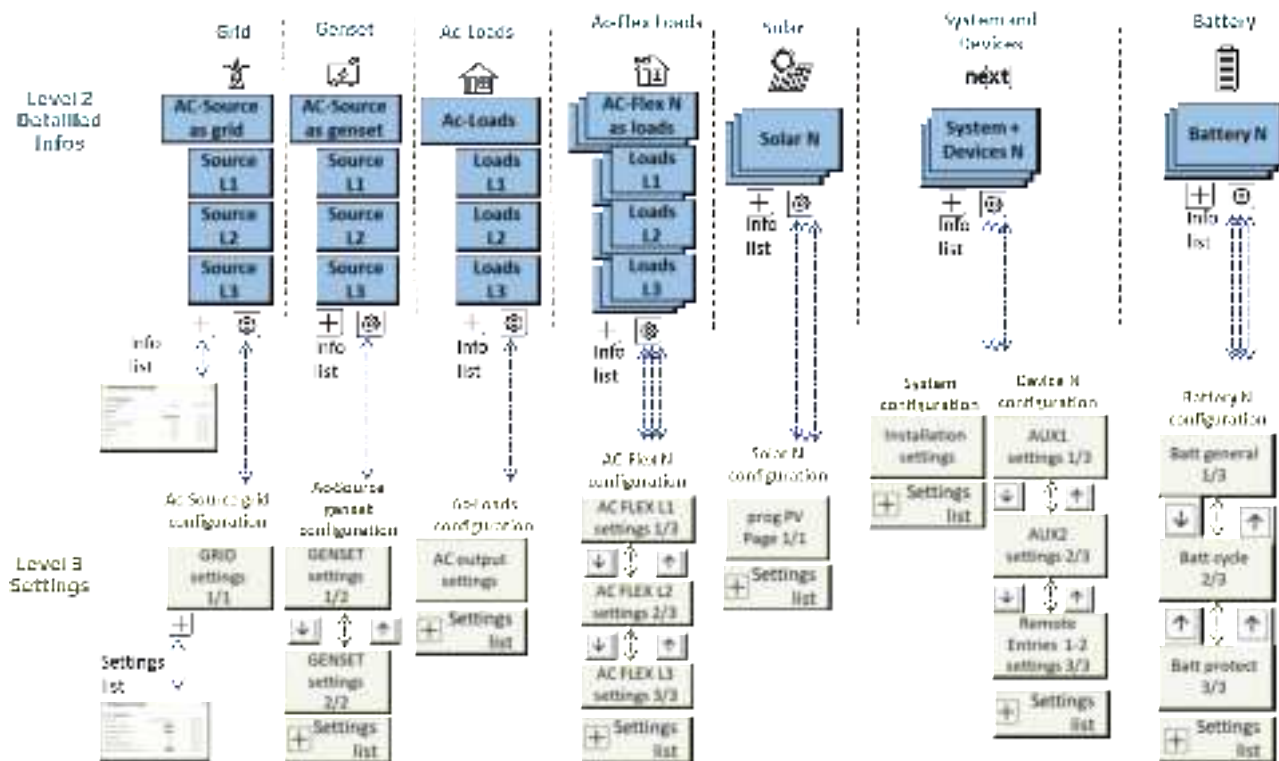 Grid
Genset
Ac-Loads
Ac-flex Loads
Solar
System and
Devices
Battery
next
Level 2
Detailled
Infos
AC-Source
as grid
Source
L1
Source
L2
Source
L3
Info
list
AC-Source
as genset
Source
L1
Source
L2
Source
L3
Info
list
Ac-Loads
Loads
L1
Loads
L2
Loads
L3
Info
list
AC-Flex N
as loads
Loads
L1
Loads
L2
Loads
L3
Info
list
Solar N
Info
list
System +
Devices N
Info
list
Battery N
Info
list
Level 3
Settings
Ac-Source grid
configuration
GRID
settings
1/1
Settings
list
Ac-Source
genset
configuration
GENSET
settings
1/2
GENSET
settings
2/2
Settings
list
Ac-Loads
configuration
AC output
settings
Settings
list
AC Flex N
configuration
AC FLEX L1
settings 1/3
AC FLEX L2
settings 2/3
AC FLEX L3
settings 3/3
Settings
list
Solar N
configuration
prog PV
Page 1/1
Settings
list
System
configuration
Installation
settings
Settings
list
Device N
configuration
AUX1
settings 1/3
AUX2
settings 2/3
Remote
Entries 1-2
settings 3/3
Settings
list
Battery N
configuration
Batt general
1/3
Batt cycle
2/3
Batt protect
3/3
Settings
list